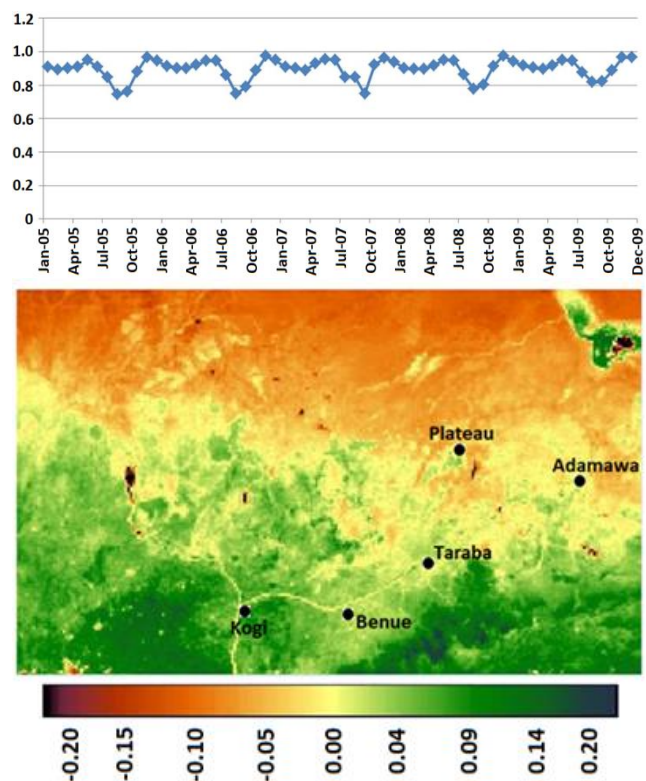 1.2
1.0
0.8
0.6
0.4
0.2
0
Jan-05 Apr-05 Jul-05 Oct-05 Jan-06 Apr-06 Jul-06 Oct-06 Jan-07 Apr-07 Jul-07 Oct-07 Jan-08 Apr-08 Jul-08 Oct-08 Jan-09 Apr-09 Jul-09 Oct-09 Dec-09
Plateau
Adamawa
Taraba
Kogi
Benue
-0.20 -0.15 -0.10 -0.05 0.00 0.04 0.09 0.14 0.20